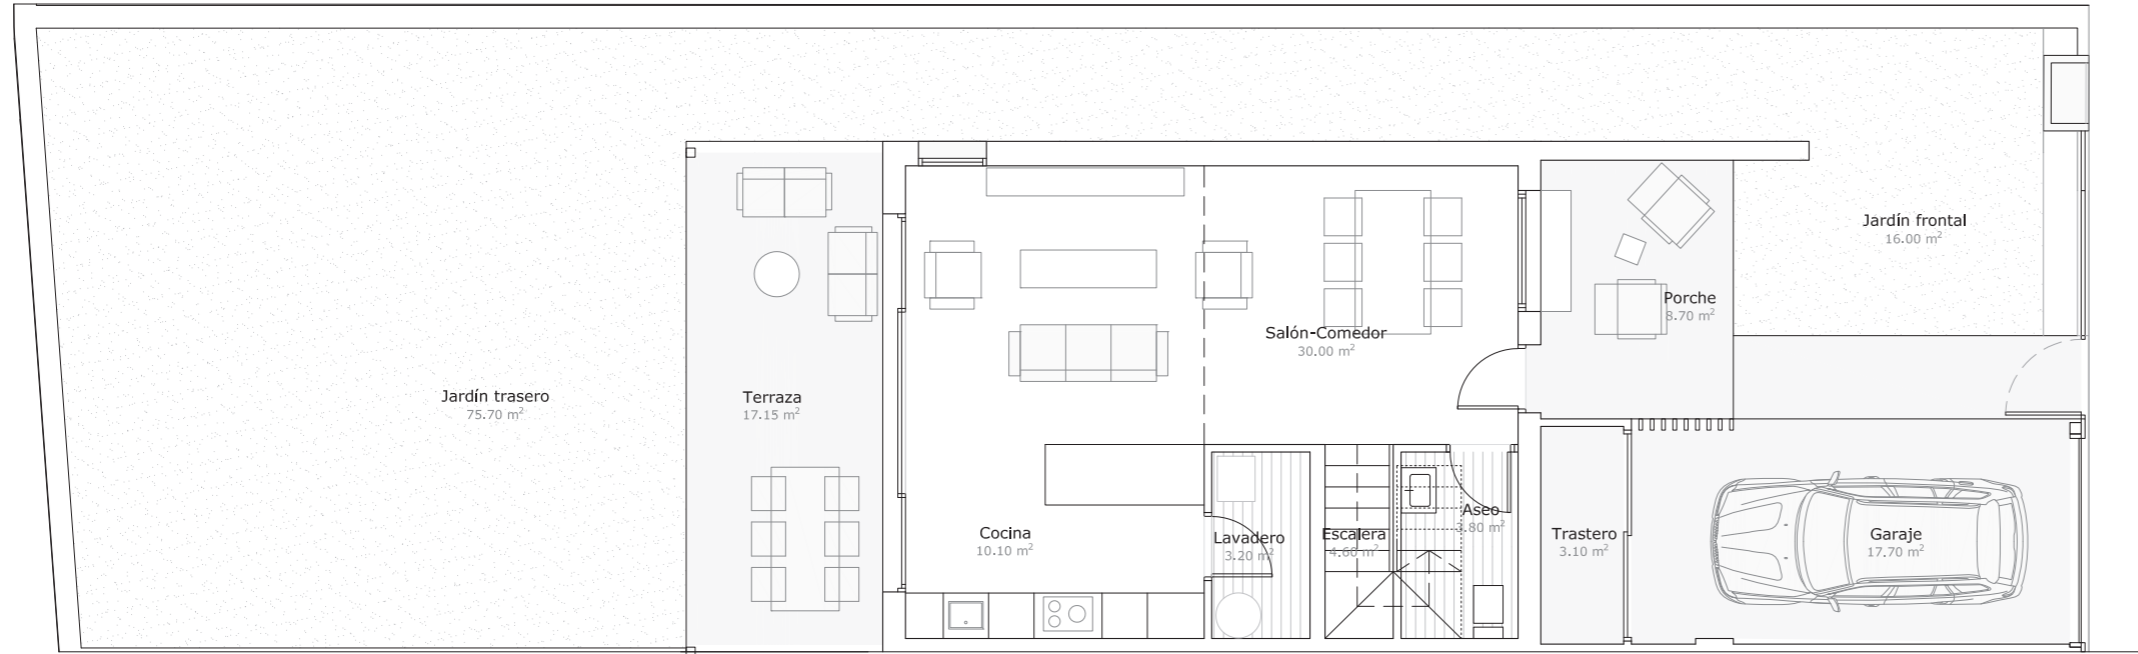 Jardín frontal
16.00 m²
Porche
8.70 m²
Salón-Comedor
30.00 m²
Jardín trasero
75.70 m²
Terraza
17.15 m²
Cocina
10.10 m²
Lavadero
3.20 m²
Escalera
4.60 m²
Aseo
3.80 m²
Trastero
3.10 m²
Garaje
17.70 m²